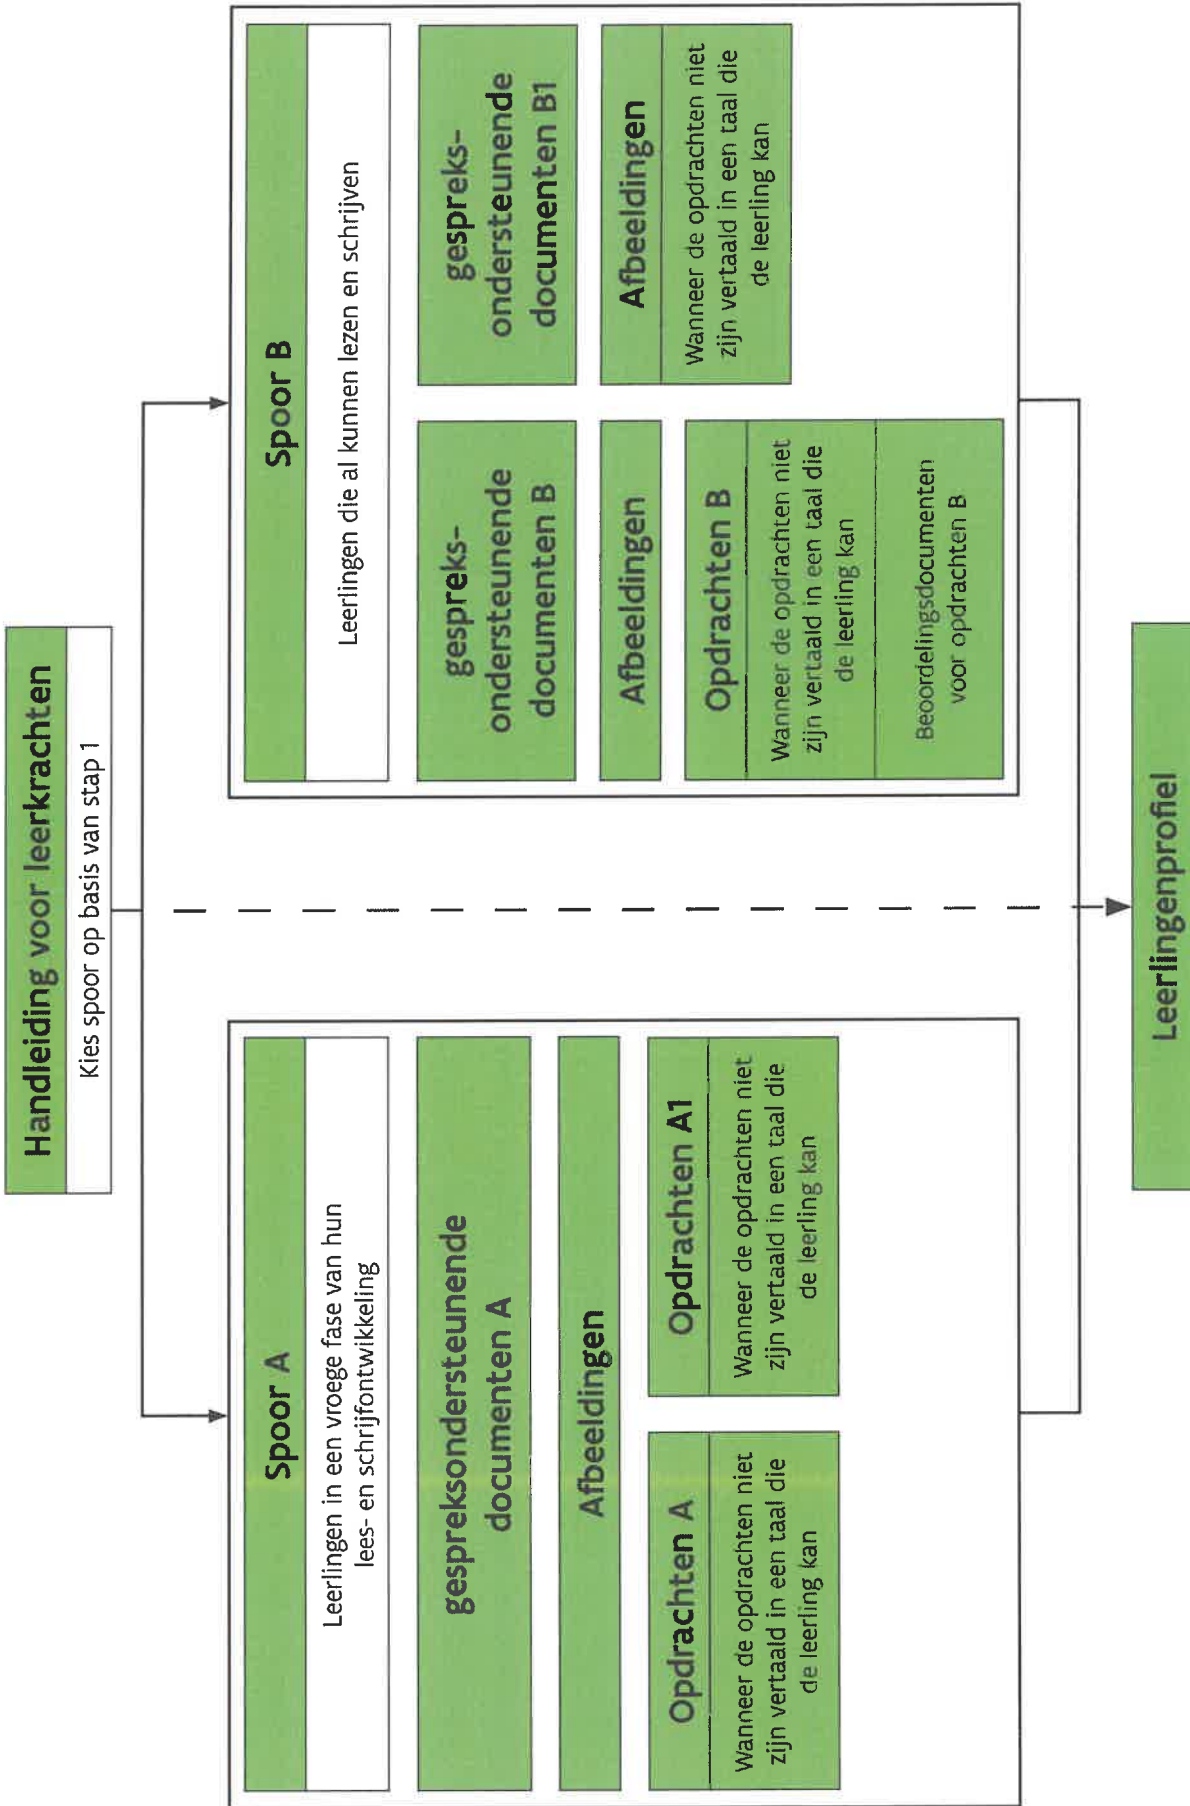 Handleiding voor leerkrachten
Kies spoor op basis van stap 1
Spoor A
Leerlingen in een vroege fase van hun
lees- en schrijfontwikkeling
gespreksondersteunende
documenten A
Afbeeldingen
Opdrachten A
Wanneer de opdrachten niet
zijn vertaald in een taal die
de leerling kan
Opdrachten A1
Wanneer de opdrachten niet
zijn vertaald in een taal die
de leerling kan
Spoor B
Leerlingen die al kunnen lezen en schrijven
gespreks-
ondersteunende
documenten B
Afbeeldingen
Opdrachten B
Wanneer de opdrachten niet
zijn vertaald in een taal die
de leerling kan
Beoordelingsdocumenten
voor opdrachten B
gespreks-
ondersteunende
documenten B1
Afbeeldingen
Wanneer de opdrachten niet
zijn vertaald in een taal die
de leerling kan
Leerlingenprofiel